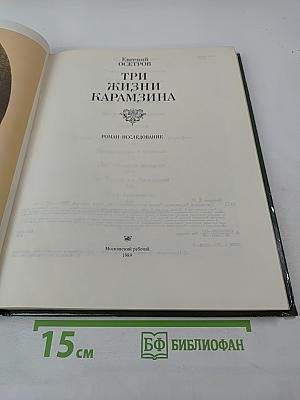 Евгений
ОСЕТРОВ
ТРИ
ЖИЗНИ
КАРАМЗИНА
РОМАН-ИССЛЕДОВАНИЕ
Московский рабочий
1989
15 см
БФ БИБЛИОФАН